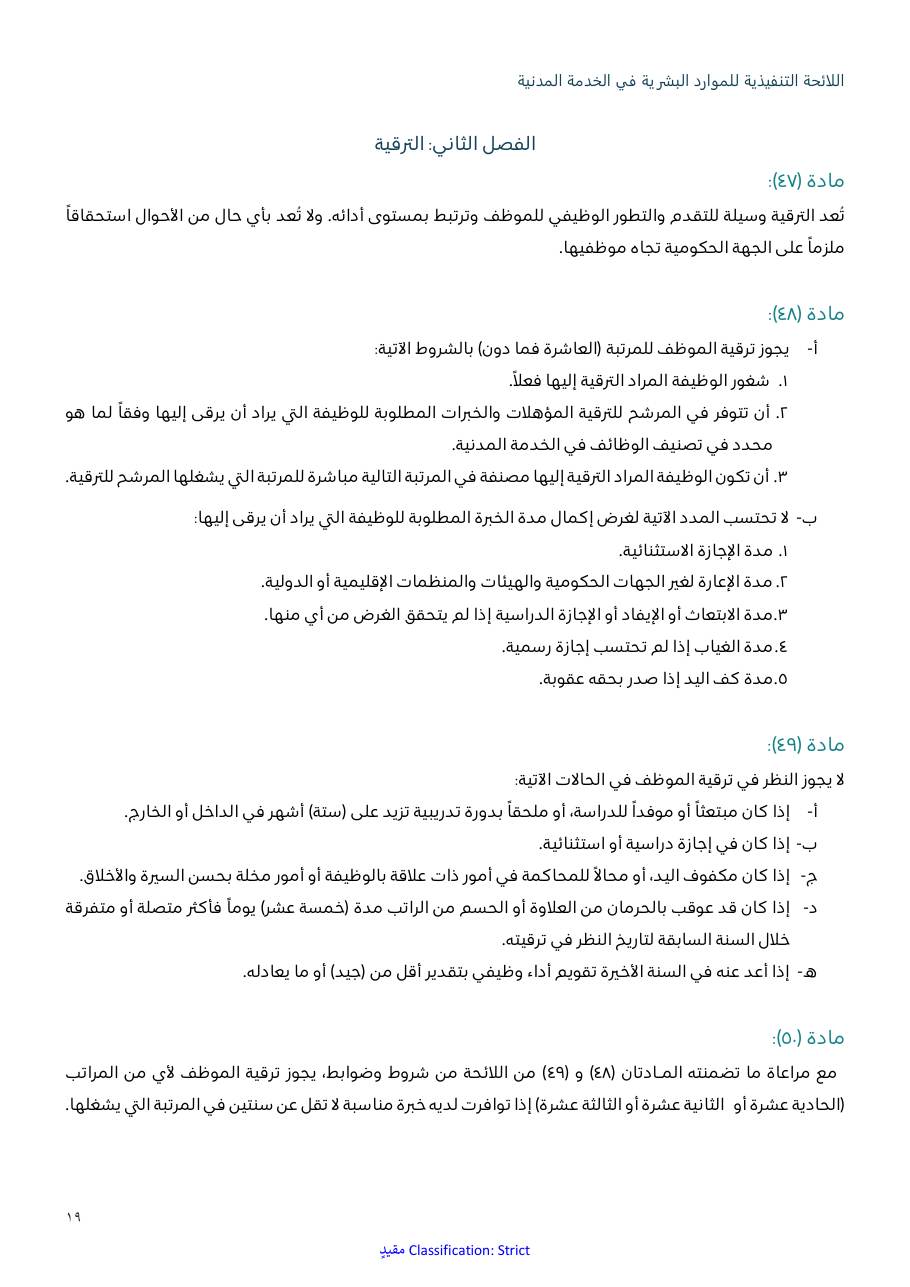 اللائحة التنفيذية للموارد البشرية في الخدمة المدنية
الفصل الثاني: الترقية
مادة (٤٧):
تُعد الترقية وسيلة للتقدم والتطور الوظيفي للموظف وترتبط بمستوى أدائه. ولا تُعد بأي حال من الأحوال استحقاقاً
ملزماً على الجهة الحكومية تجاه موظفيها.
مادة (٤٨):
أ- يجوز ترقية الموظف للمرتبة (العاشرة فما دون) بالشروط الآتية:
١. شغور الوظيفة المراد الترقية إليها فعلاً.
٢. أن تتوفر في المرشح للترقية المؤهلات والخبرات المطلوبة للوظيفة التي يراد أن يرقى إليها وفقاً لما هو
محدد في تصنيف الوظائف في الخدمة المدنية.
٣. أن تكون الوظيفة المراد الترقية إليها مصنفة في المرتبة التالية مباشرة للمرتبة التي يشغلها المرشح للترقية.
ب- لا تحتسب المدد الآتية لغرض إكمال مدة الخبرة المطلوبة للوظيفة التي يراد أن يرقى إليها:
١. مدة الإجازة الاستثنائية.
٢. مدة الإعارة لغير الجهات الحكومية والهيئات والمنظمات الإقليمية أو الدولية.
٣.مدة الابتعاث أو الإيفاد أو الإجازة الدراسية إذا لم يتحقق الغرض من أي منها.
٤.مدة الغياب إذا لم تحتسب إجازة رسمية.
٥.مدة كف اليد إذا صدر بحقه عقوبة.
مادة (٤٩):
لا يجوز النظر في ترقية الموظف في الحالات الآتية:
أ- إذا كان مبتعثاً أو موفداً للدراسة، أو ملحقاً بدورة تدريبية تزيد على (ستة) أشهر في الداخل أو الخارج.
ب- إذا كان في إجازة دراسية أو استثنائية.
ج- إذا كان مكفوف اليد، أو محالاً للمحاكمة في أمور ذات علاقة بالوظيفة أو أمور مخلة بحسن السيرة والأخلاق.
د- إذا كان قد عوقب بالحرمان من العلاوة أو الحسم من الراتب مدة (خمسة عشر) يوماً فأكثر متصلة أو متفرقة
خلال السنة السابقة لتاريخ النظر في ترقيته.
هـ- إذا أعد عنه في السنة الأخيرة تقويم أداء وظيفي بتقدير أقل من (جيد) أو ما يعادله.
مادة (٥٠):
مع مراعاة ما تضمنته المـادتان (٤٨) و (٤٩) من اللائحة من شروط وضوابط، يجوز ترقية الموظف لأي من المراتب
(الحادية عشرة أو الثانية عشرة أو الثالثة عشرة) إذا توافرت لديه خبرة مناسبة لا تقل عن سنتين في المرتبة التي يشغلها.
١٩
Classification: Strict مقيدٍ